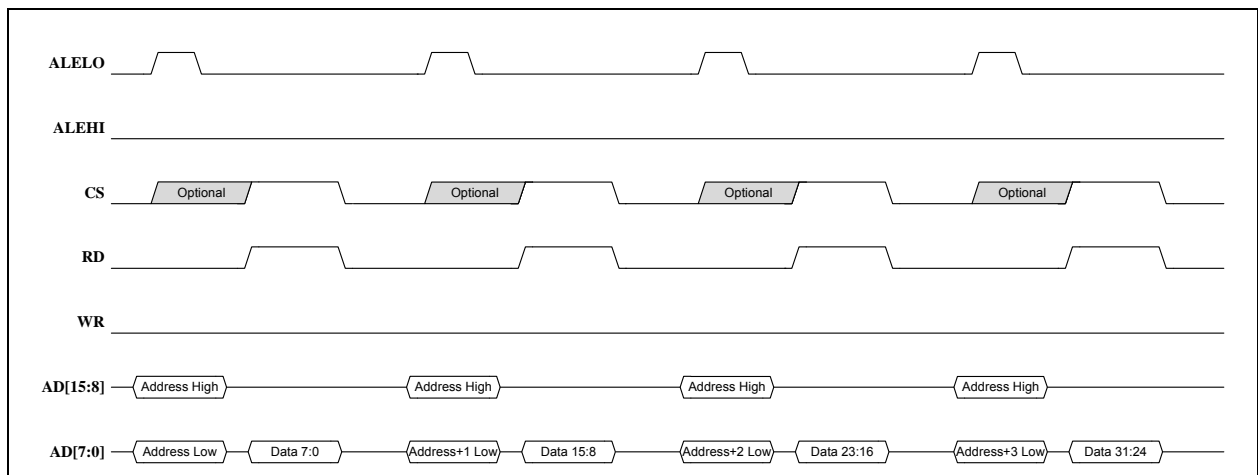 ALELO
ALEHI
CS Optional Optional Optional Optional
RD
WR
AD[15:8] Address High Address High Address High Address High
AD[7:0] Address Low Data 7:0 Address+1 Low Data 15:8 Address+2 Low Data 23:16 Address+3 Low Data 31:24